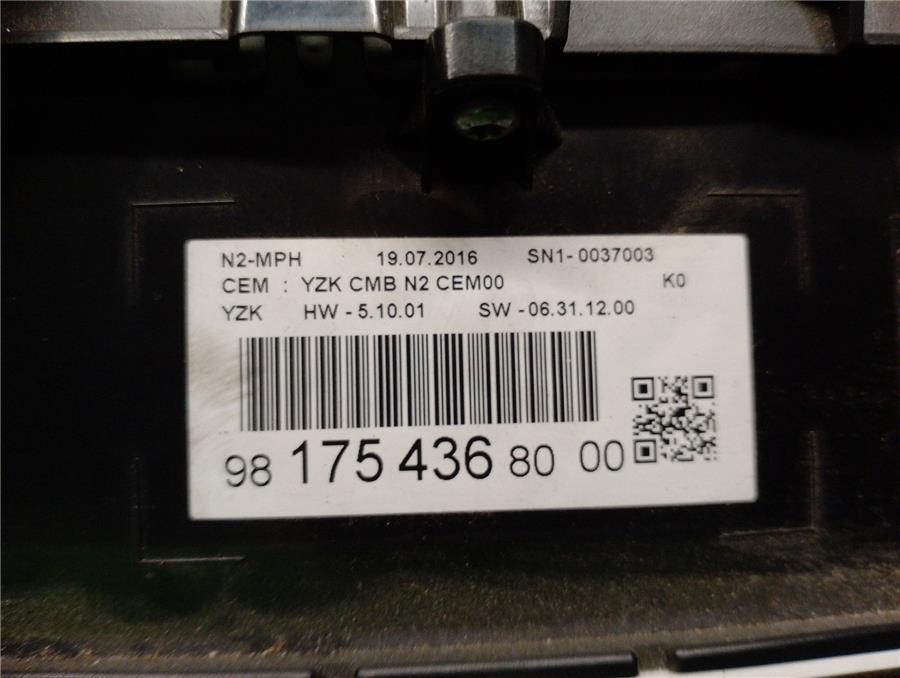 N2-MPH 19.07.2016 SN1- 0037003
CEM : YZK CMB N2 CEM00 K0
YZK HW - 5.10.01 SW - 06.31.12.00
98 175 436 80 00